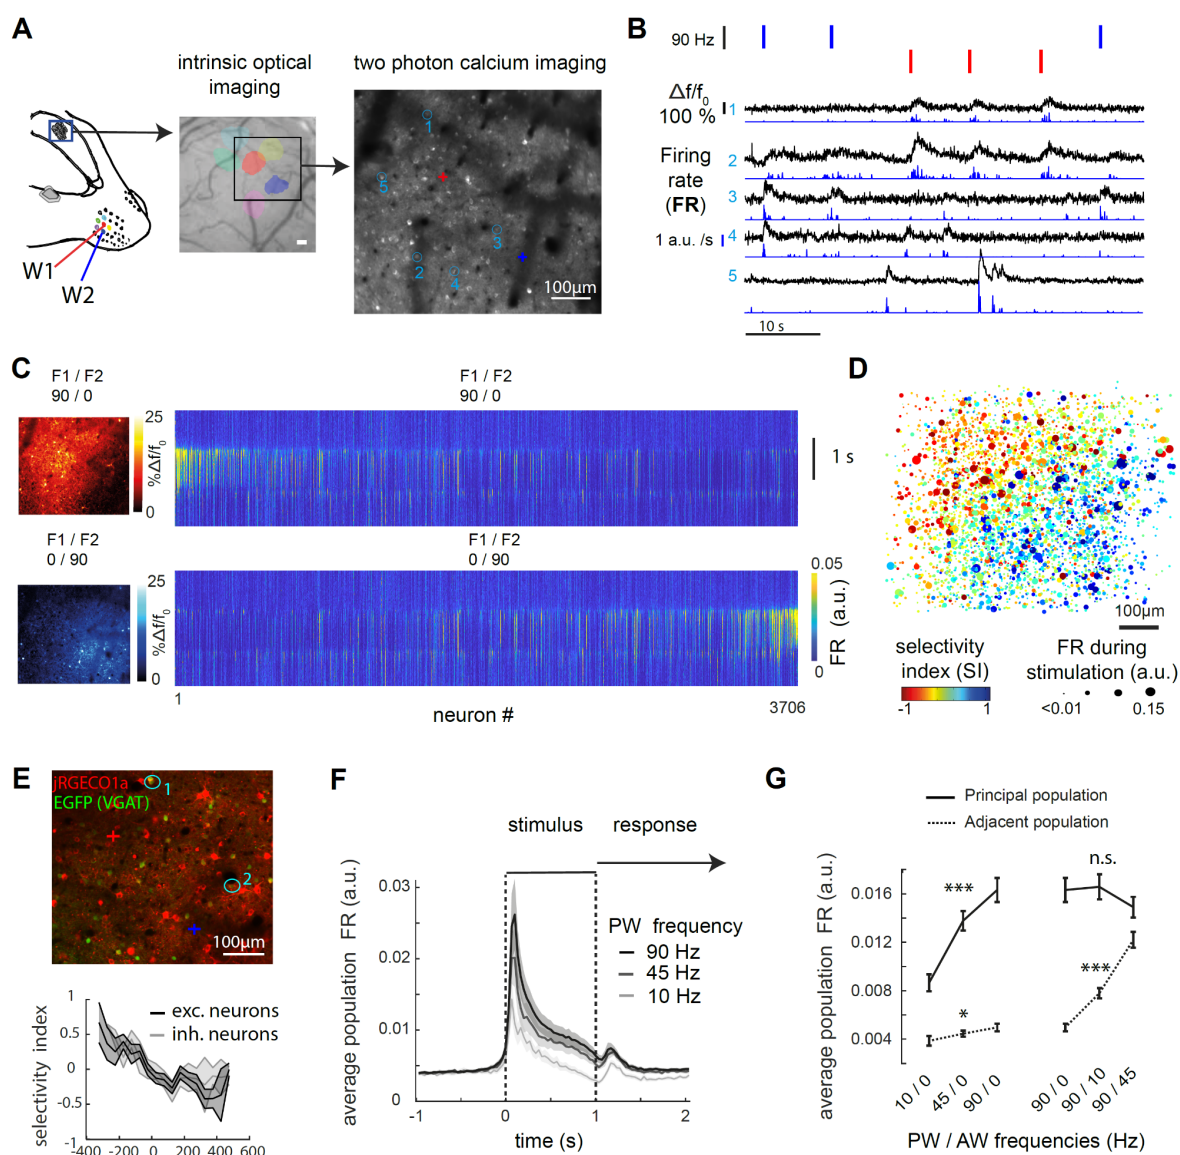 A
intrinsic optical
imaging
two photon calcium imaging
W1
W2
1
5
3
2
4
100µm
B
90 Hz
Δf/f0
100 %
Firing
rate
(FR)
1 a.u. /s
1
2
3
4
5
10 s
C
F1 / F2
90 / 0
25
%Δf/f0
0
F1 / F2
90 / 0
1 s
F1 / F2
0 / 90
25
%Δf/f0
0
F1 / F2
0 / 90
0.05
FR (a.u.)
0
1
neuron #
3706
D
100µm
selectivity
index (SI)
-1
1
FR during
stimulation (a.u.)
<0.01
0.15
E
jRGECO1a
EGFP (VGAT)
1
2
100µm
selectivity index
1
0.5
0
-0.5
-1
exc. neurons
inh. neurons
-400 -200 0 200 400 600
F
stimulus
response
average population FR (a.u.)
0.03
0.02
0.01
0
PW frequency
90 Hz
45 Hz
10 Hz
-1
0
1
2
time (s)
G
Principal population
Adjacent population
average population FR (a.u.)
0.016
0.012
0.008
0.004
***
*
n.s.
***
10 / 0
45 / 0
90 / 0
90 / 0
90 / 10
90 / 45
PW / AW frequencies (Hz)